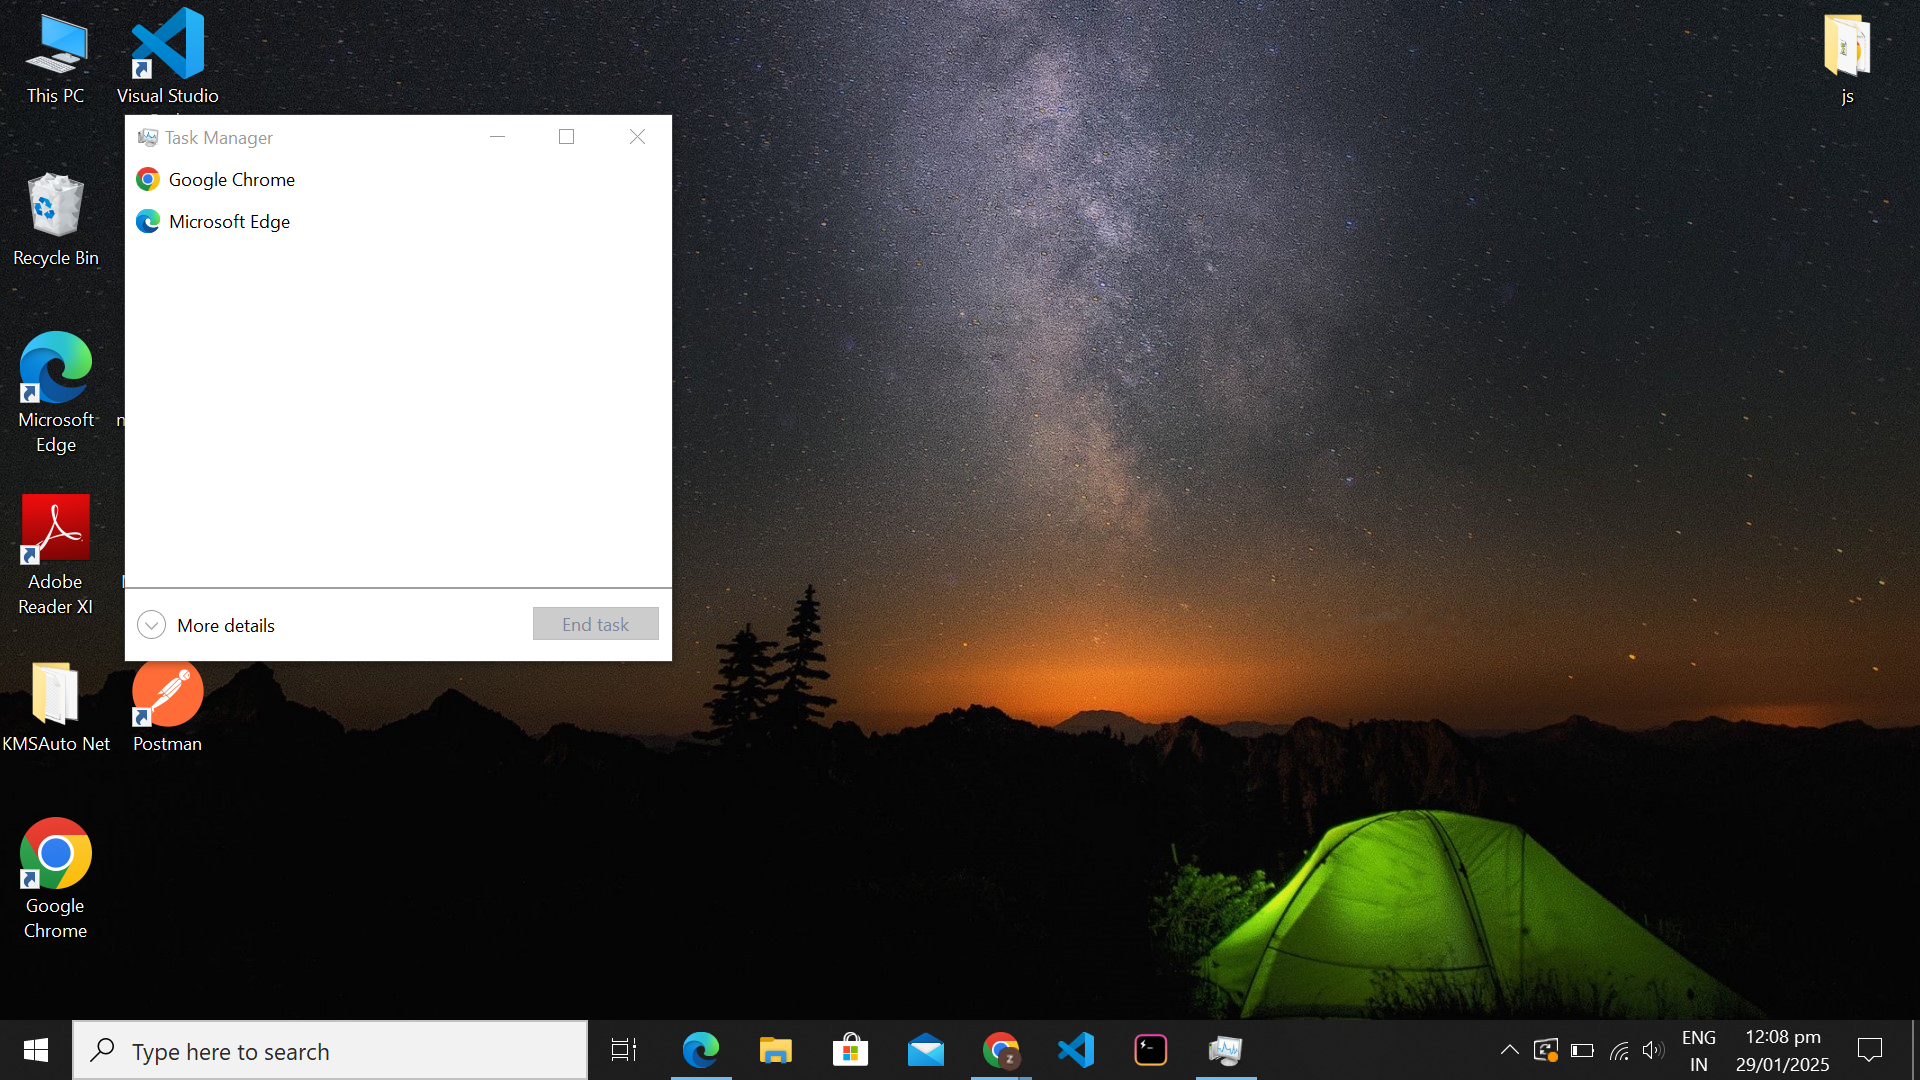 This PC
Visual Studio
js
Task Manager
Google Chrome
Microsoft Edge
Recycle Bin
Microsoft
Edge
Adobe
Reader XI
More details
End task
KMSAuto Net
Postman
Google
Chrome
Type here to search
z
ENG
IN
12:08 pm
29/01/2025